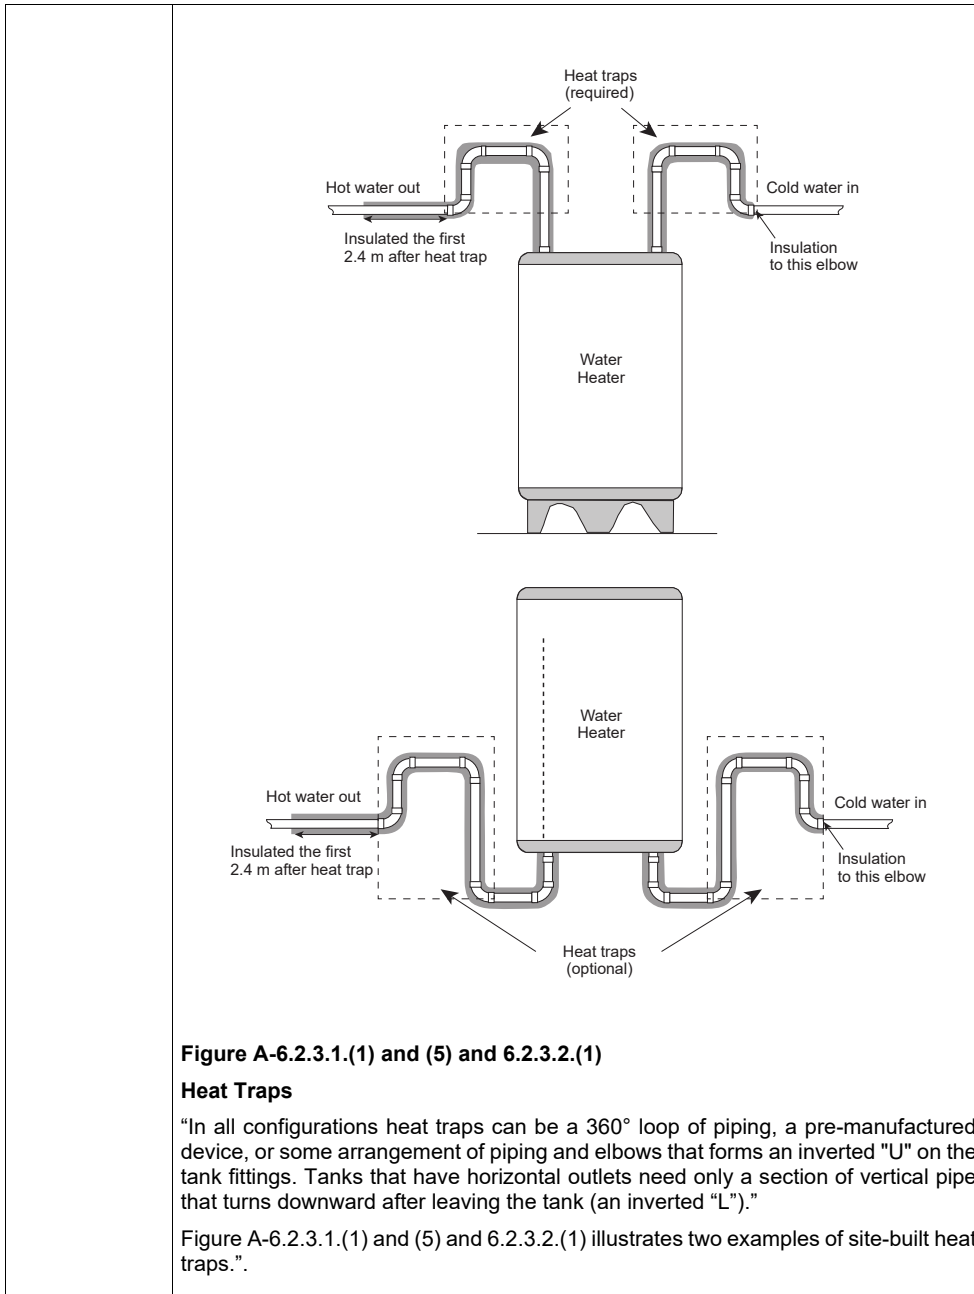 Heat traps
(required)
Hot water out
Cold water in
Insulated the first
2.4 m after heat trap
Insulation
to this elbow
Water
Heater
Water
Heater
Hot water out
Cold water in
Insulated the first
2.4 m after heat trap
Insulation
to this elbow
Heat traps
(optional)
Figure A-6.2.3.1.(1) and (5) and 6.2.3.2.(1)
Heat Traps
“In all configurations heat traps can be a 360° loop of piping, a pre-manufactured
device, or some arrangement of piping and elbows that forms an inverted "U" on the
tank fittings. Tanks that have horizontal outlets need only a section of vertical pipe
that turns downward after leaving the tank (an inverted “L”).”
Figure A-6.2.3.1.(1) and (5) and 6.2.3.2.(1) illustrates two examples of site-built heat
traps.”.